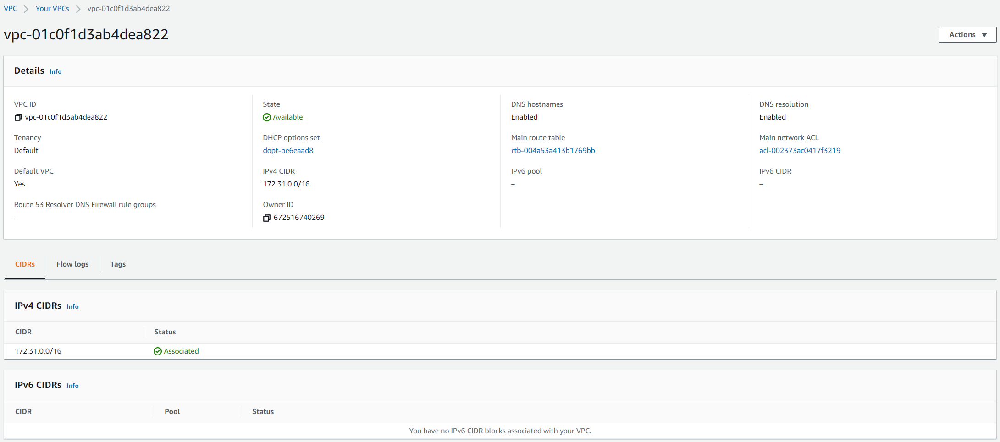 VPC > Your VPCs > vpc-01c0f1d3ab4dea822
vpc-01c0f1d3ab4dea822
Actions ▼
Details Info
VPC ID
vpc-01c0f1d3ab4dea822
State
Available
DNS hostnames
Enabled
DNS resolution
Enabled
Tenancy
Default
DHCP options set
dopt-be6eaad8
Main route table
rtb-004a53a413b1769bb
Main network ACL
acl-002373ac0417f3219
Default VPC
Yes
IPv4 CIDR
172.31.0.0/16
IPv6 pool
–
IPv6 CIDR
–
Route 53 Resolver DNS Firewall rule groups
–
Owner ID
672516740269
CIDRs Flow logs Tags
IPv4 CIDRs Info
CIDR Status
172.31.0.0/16 Associated
IPv6 CIDRs Info
CIDR Pool Status
You have no IPv6 CIDR blocks associated with your VPC.